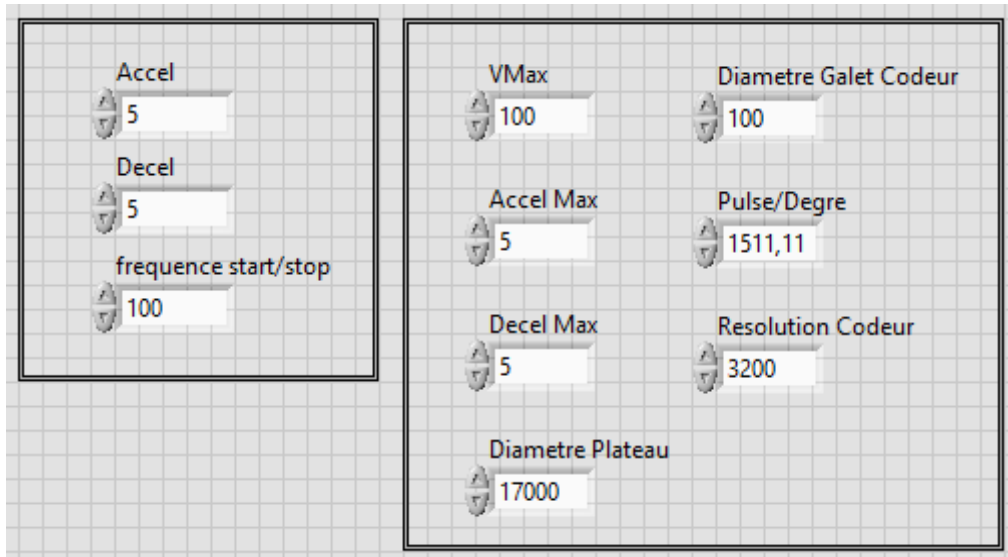 Accel
5
Decel
5
frequence start/stop
100
VMax
100
Diametre Galet Codeur
100
Accel Max
5
Pulse/Degre
1511,11
Decel Max
5
Resolution Codeur
3200
Diametre Plateau
17000